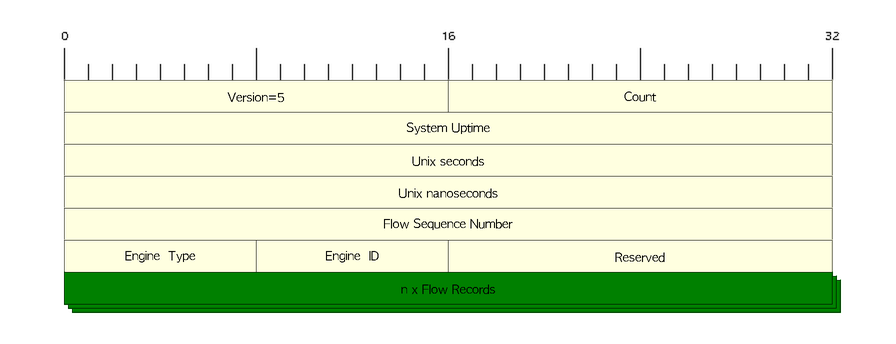 0 16 32
Version=5 Count
System Uptime
Unix seconds
Unix nanoseconds
Flow Sequence Number
Engine Type Engine ID Reserved
n x Flow Records